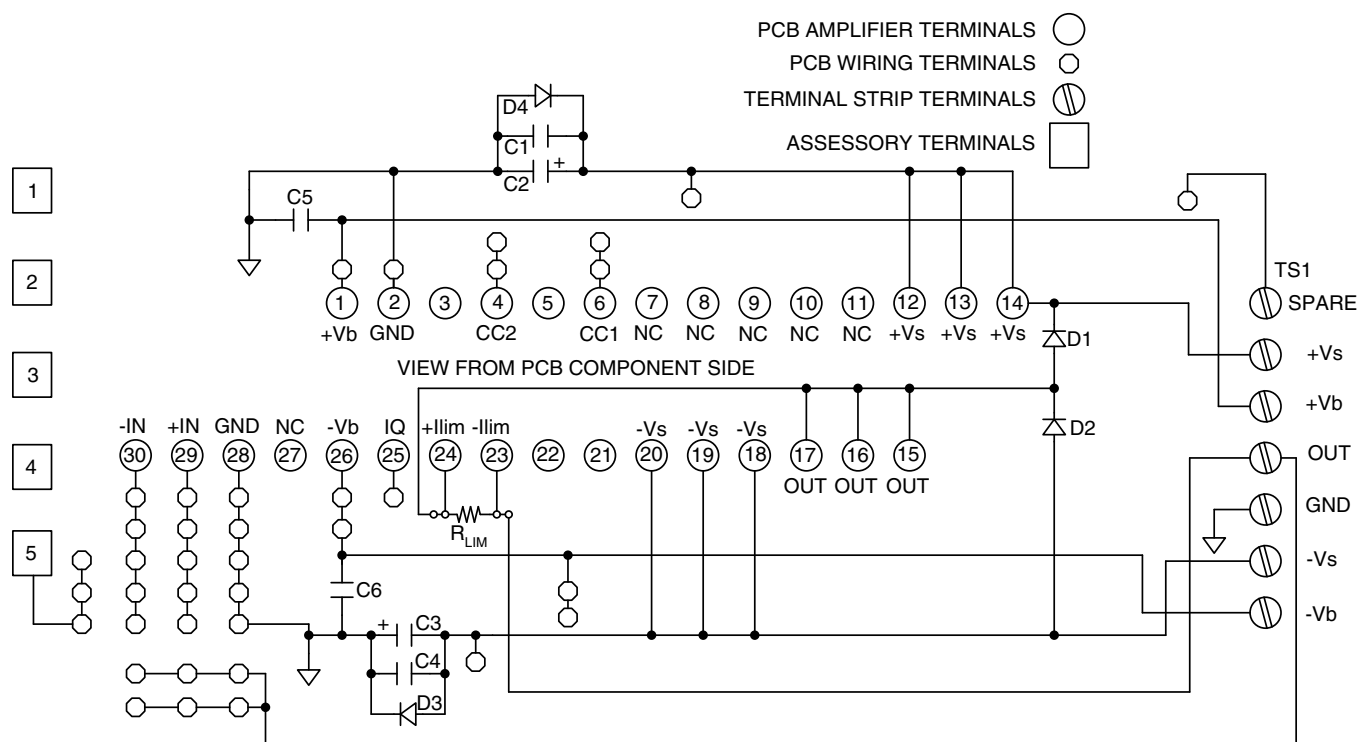 PCB AMPLIFIER TERMINALS
PCB WIRING TERMINALS
TERMINAL STRIP TERMINALS
ASSESSORY TERMINALS
D4
C1
+
C2
1
C5
2
TS1
1 2 3 4 5 6 7 8 9 10 11 12 13 14
SPARE
+Vb GND CC2 CC1 NC NC NC NC NC +Vs +Vs +Vs
D1
+Vs
VIEW FROM PCB COMPONENT SIDE
3
+Vb
-IN +IN GND NC -Vb IQ +Ilim -Ilim -Vs -Vs -Vs
D2
OUT
4
30 29 28 27 26 25 24 23 22 21 20 19 18 17 16 15
OUT OUT OUT
GND
RLIM
5
-Vs
C6
-Vb
+ C3
C4
D3